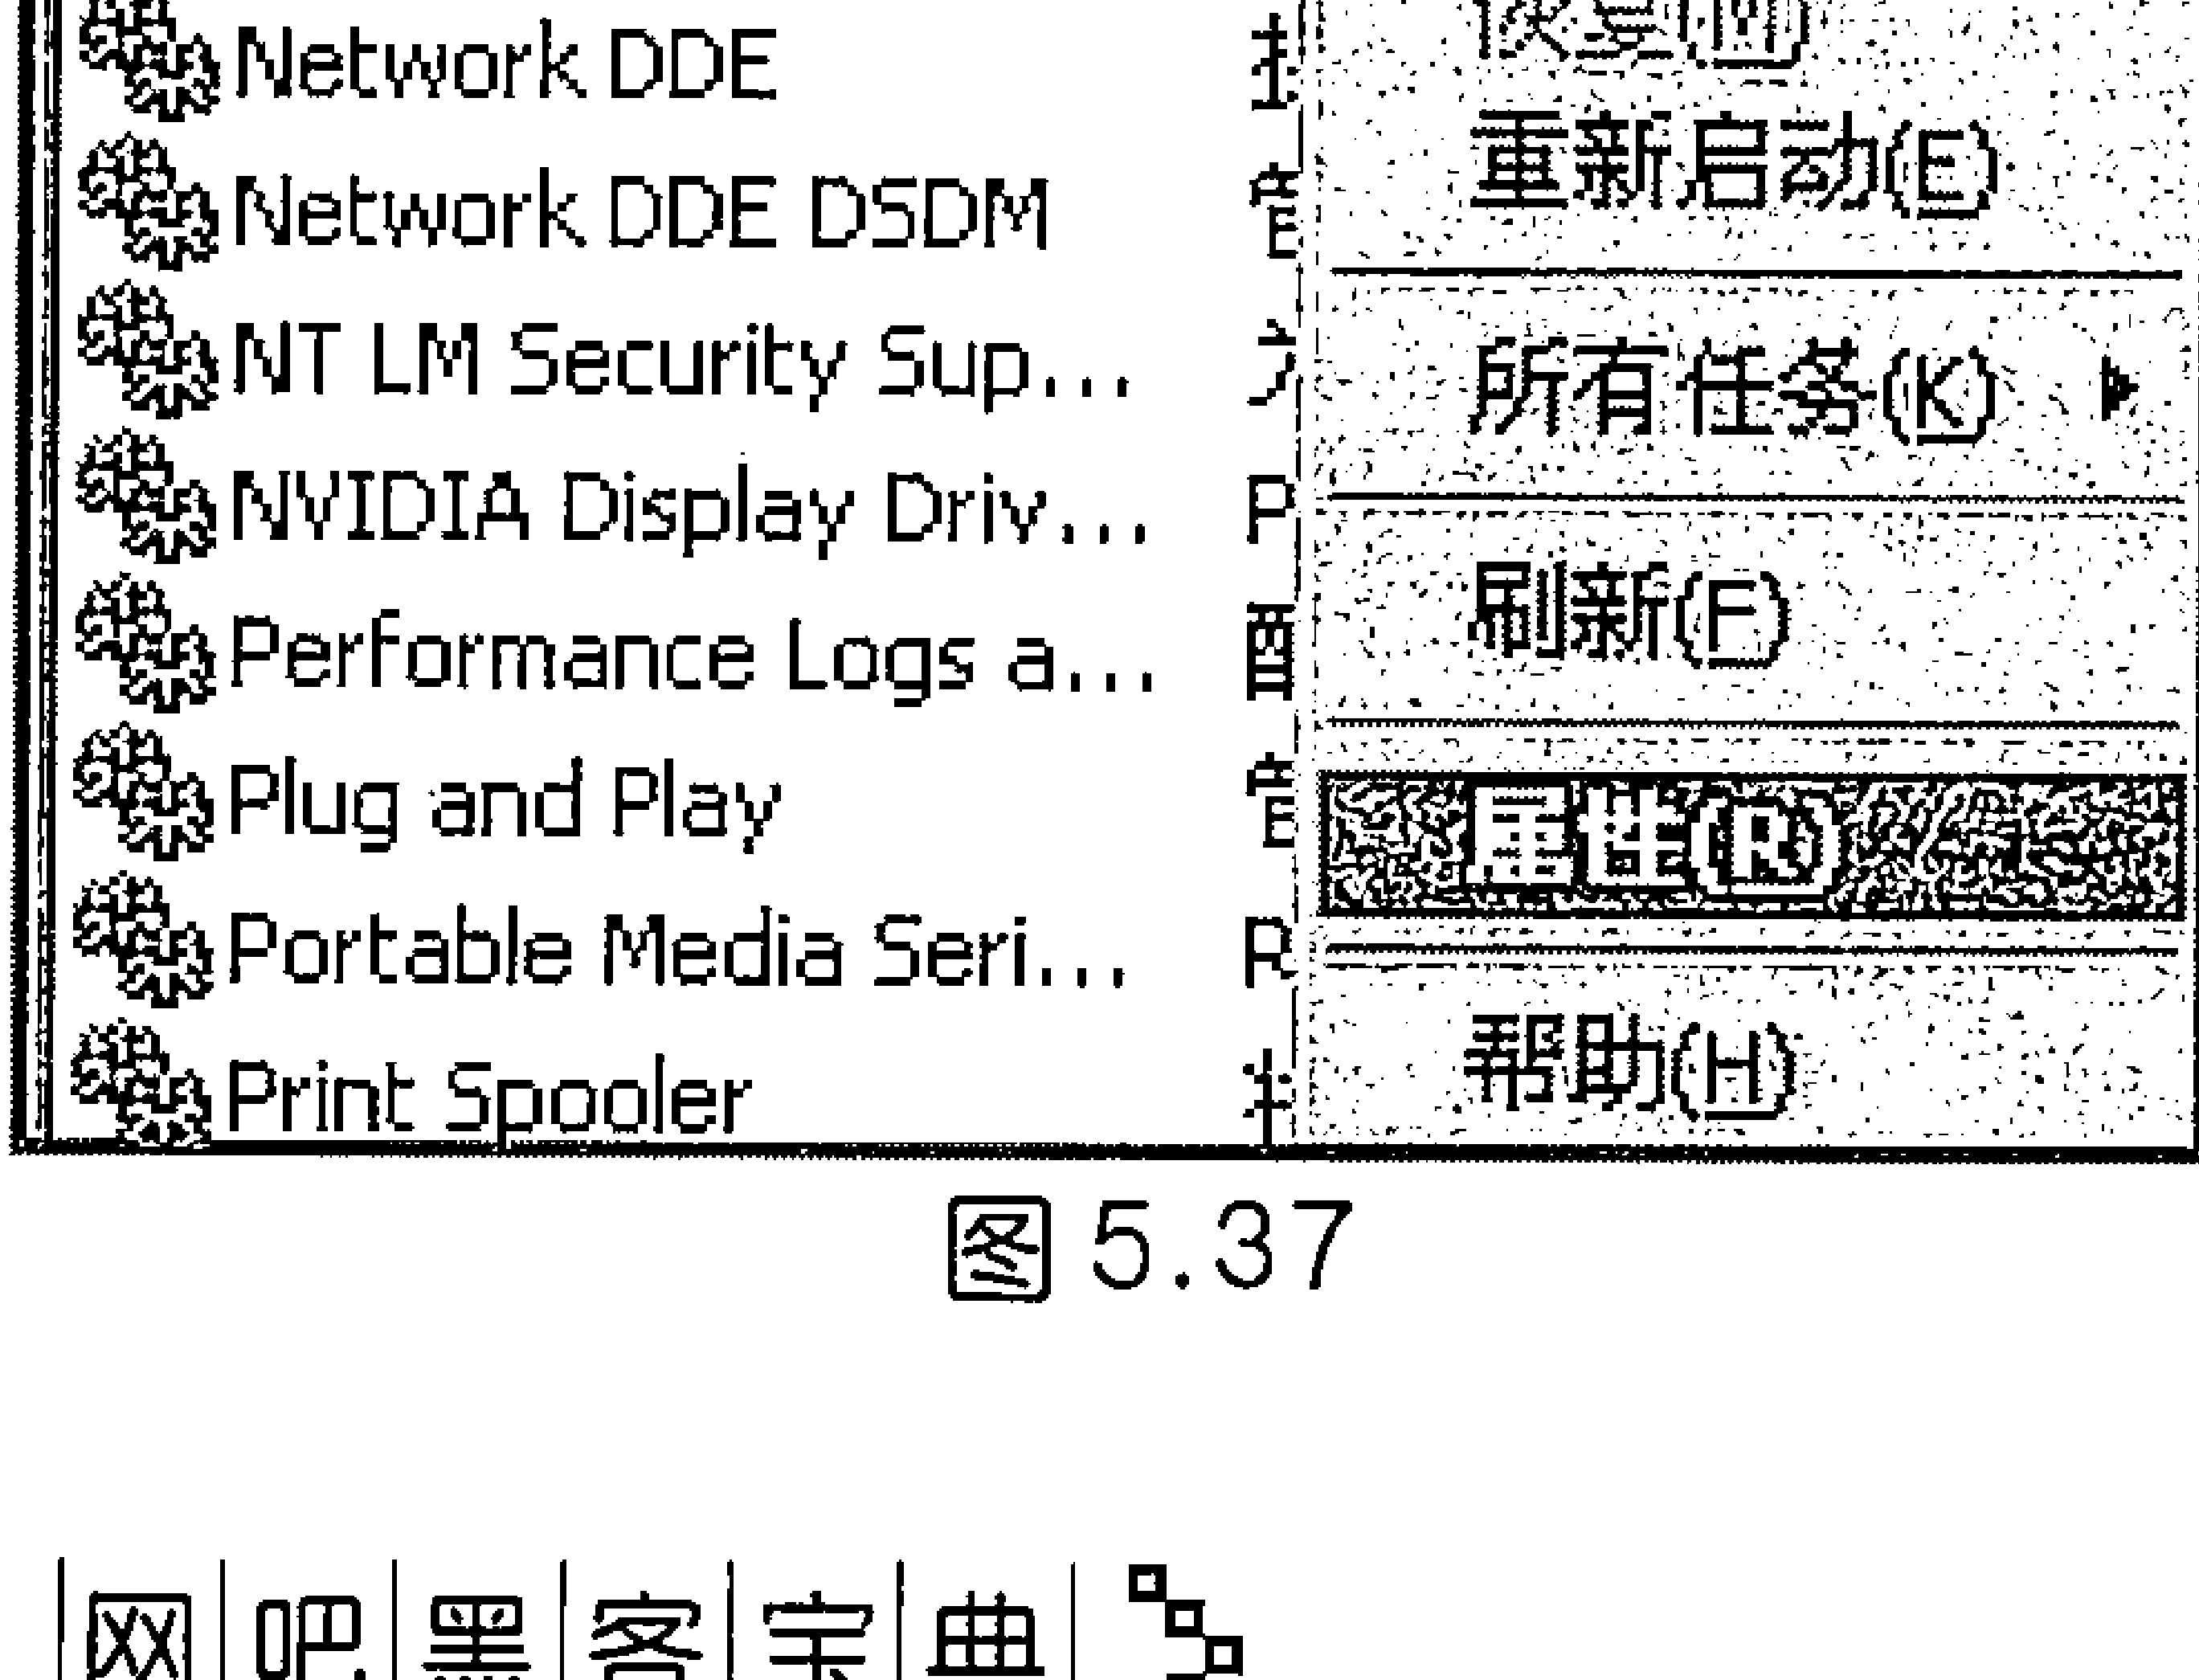 Network DDE
Network DDE DSDM
NT LM Security Sup...
NVIDIA Display Driv...
Performance Logs a...
Plug and Play
Portable Media Seri...
Print Spooler
重新启动(E)
所有任务(K)
刷新(F)
属性(R)
帮助(H)
图 5.37
网吧黑客宝典